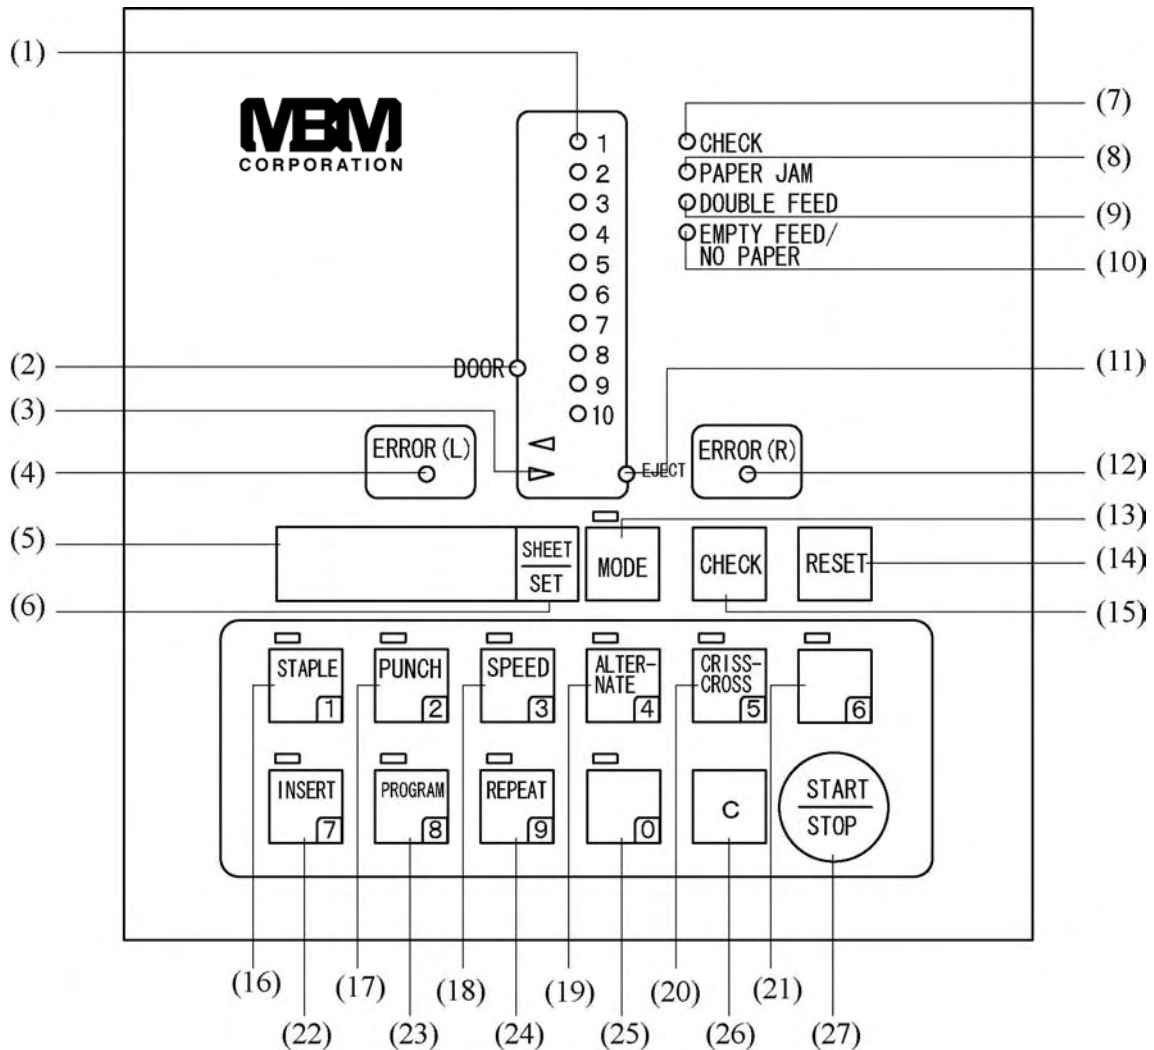 (1)
MBM
CORPORATION
1
2
3
4
5
6
7
8
9
10
(7)
CHECK
(8)
PAPER JAM
(9)
DOUBLE FEED
EMPTY FEED/
NO PAPER
(10)
(2)
DOOR
(11)
(3)
ERROR(L)
(4)
EJECT
ERROR(R)
(12)
(13)
(5)
SHEET
SET
MODE
CHECK
RESET
(14)
(6)
(15)
STAPLE
1
PUNCH
2
SPEED
3
ALTER-
NATE
4
CRISS-
CROSS
5
6
INSERT
7
PROGRAM
8
REPEAT
9
0
C
START
STOP
(16)
(17)
(18)
(19)
(20)
(21)
(22)
(23)
(24)
(25)
(26)
(27)